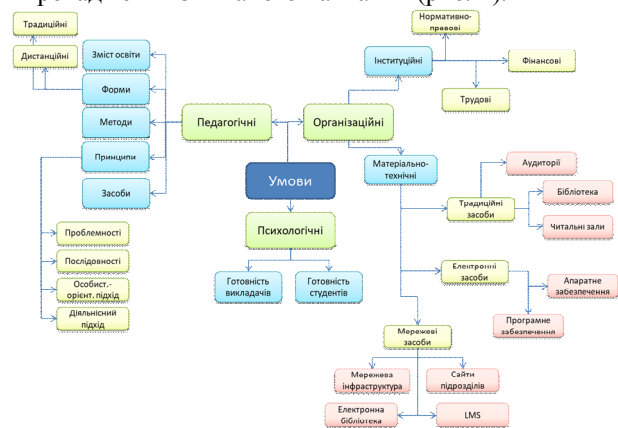 Традиційні
Дистанційні
Зміст освіти
Форми
Методи
Принципи
Засоби
Проблемності
Послідовності
Особист.-
орієнт. підхід
Діяльнісний
підхід
Педагогічні
Організаційні
Умови
Психологічні
Готовність
викладачів
Готовність
студентів
Інституційні
Нормативно-
правові
Фінансові
Трудові
Матеріально-
технічні
Традиційні
засоби
Аудиторії
Бібліотека
Читальні зали
Електронні
засоби
Апаратне
забезпечення
Програмне
забезпечення
Мережеві
засоби
Мережева
інфраструктура
Сайти
підрозділів
Електронна
бібліотека
LMS